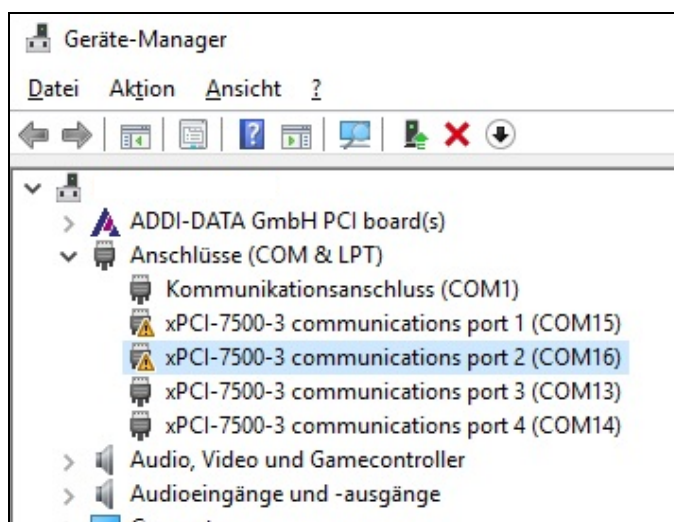 Geräte-Manager
Datei Aktion Ansicht ?
ADDI-DATA GmbH PCI board(s)
Anschlüsse (COM & LPT)
Kommunikationsanschluss (COM1)
xPCI-7500-3 communications port 1 (COM15)
xPCI-7500-3 communications port 2 (COM16)
xPCI-7500-3 communications port 3 (COM13)
xPCI-7500-3 communications port 4 (COM14)
Audio, Video und Gamecontroller
Audioeingänge und -ausgänge